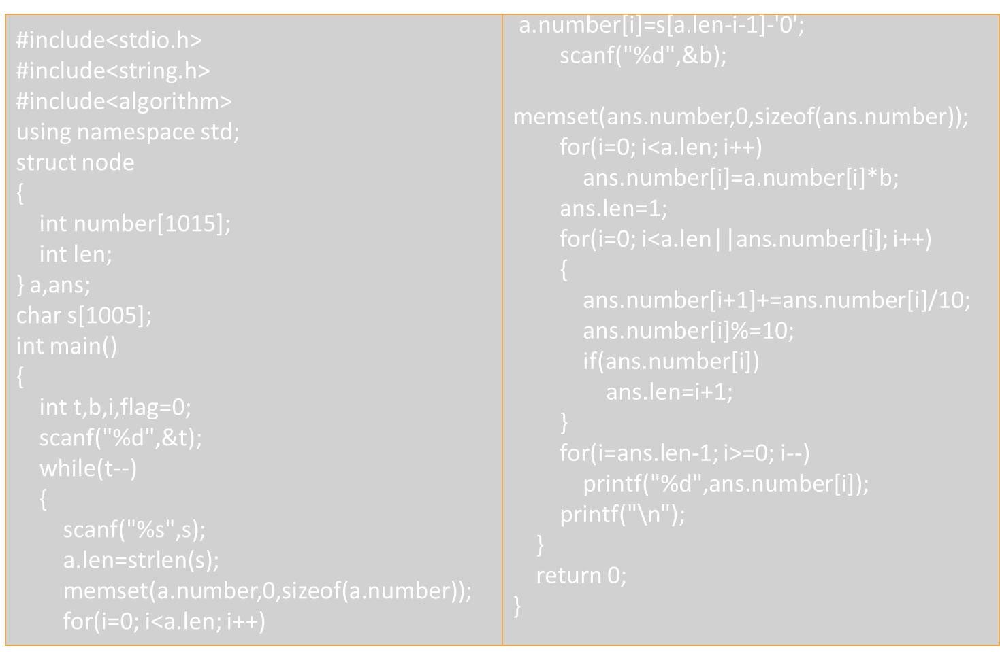 #include<stdio.h>
#include<string.h>
#include<algorithm>
using namespace std;
struct node
{
int number[1015];
int len;
} a,ans;
char s[1005];
int main()
{
int t,b,i,flag=0;
scanf("%d",&t);
while(t--)
{
scanf("%s",s);
a.len=strlen(s);
memset(a.number,0,sizeof(a.number));
for(i=0; i<a.len; i++)
a.number[i]=s[a.len-i-1]-'0';
scanf("%d",&b);
memset(ans.number,0,sizeof(ans.number));
for(i=0; i<a.len; i++)
ans.number[i]=a.number[i]*b;
ans.len=1;
for(i=0; i<a.len||ans.number[i]; i++)
{
ans.number[i+1]+=ans.number[i]/10;
ans.number[i]%=10;
if(ans.number[i])
ans.len=i+1;
}
for(i=ans.len-1; i>=0; i--)
printf("%d",ans.number[i]);
printf("\n");
}
return 0;
}